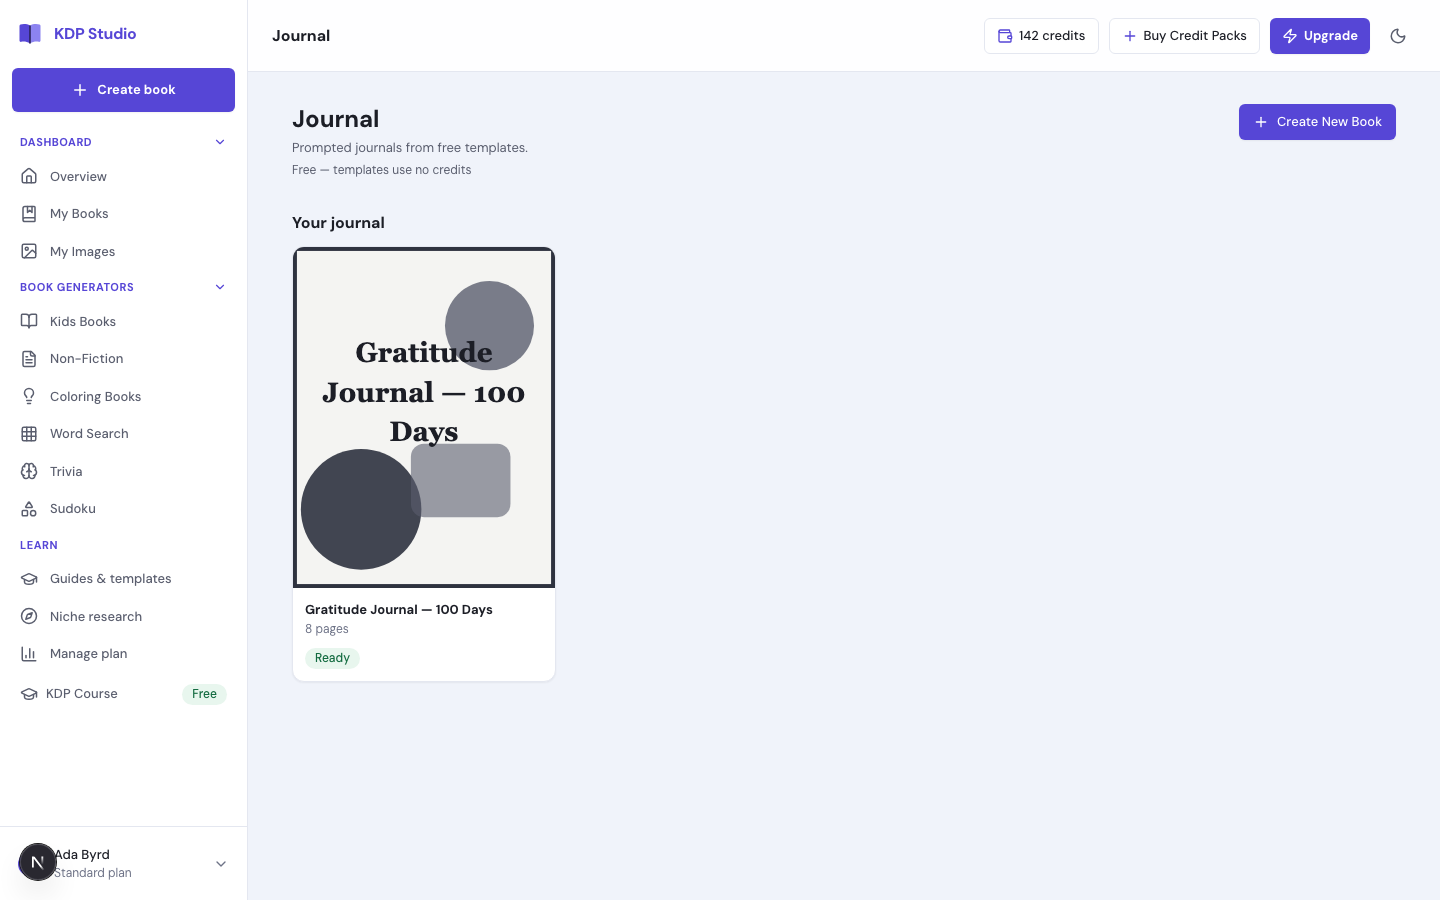 KDP Studio
Create book
DASHBOARD
Overview
My Books
My Images
BOOK GENERATORS
Kids Books
Non-Fiction
Coloring Books
Word Search
Trivia
Sudoku
LEARN
Guides & templates
Niche research
Manage plan
KDP Course
Free
N
Ada Byrd
Standard plan
Journal
142 credits
Buy Credit Packs
Upgrade
Journal
Prompted journals from free templates.
Free — templates use no credits
Create New Book
Your journal
Gratitude
Journal — 100
Days
Gratitude Journal — 100 Days
8 pages
Ready